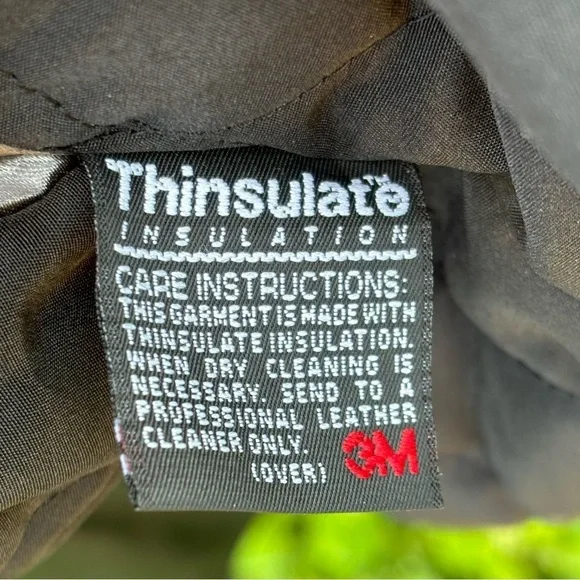 Thinsulate™
INSULATION
CARE INSTRUCTIONS:
THIS GARMENT IS MADE WITH
THINSULATE INSULATION.
WHEN DRY CLEANING IS
NECESSARY. SEND TO A
PROFESSIONAL LEATHER
CLEANER ONLY.
(OVER) 3M